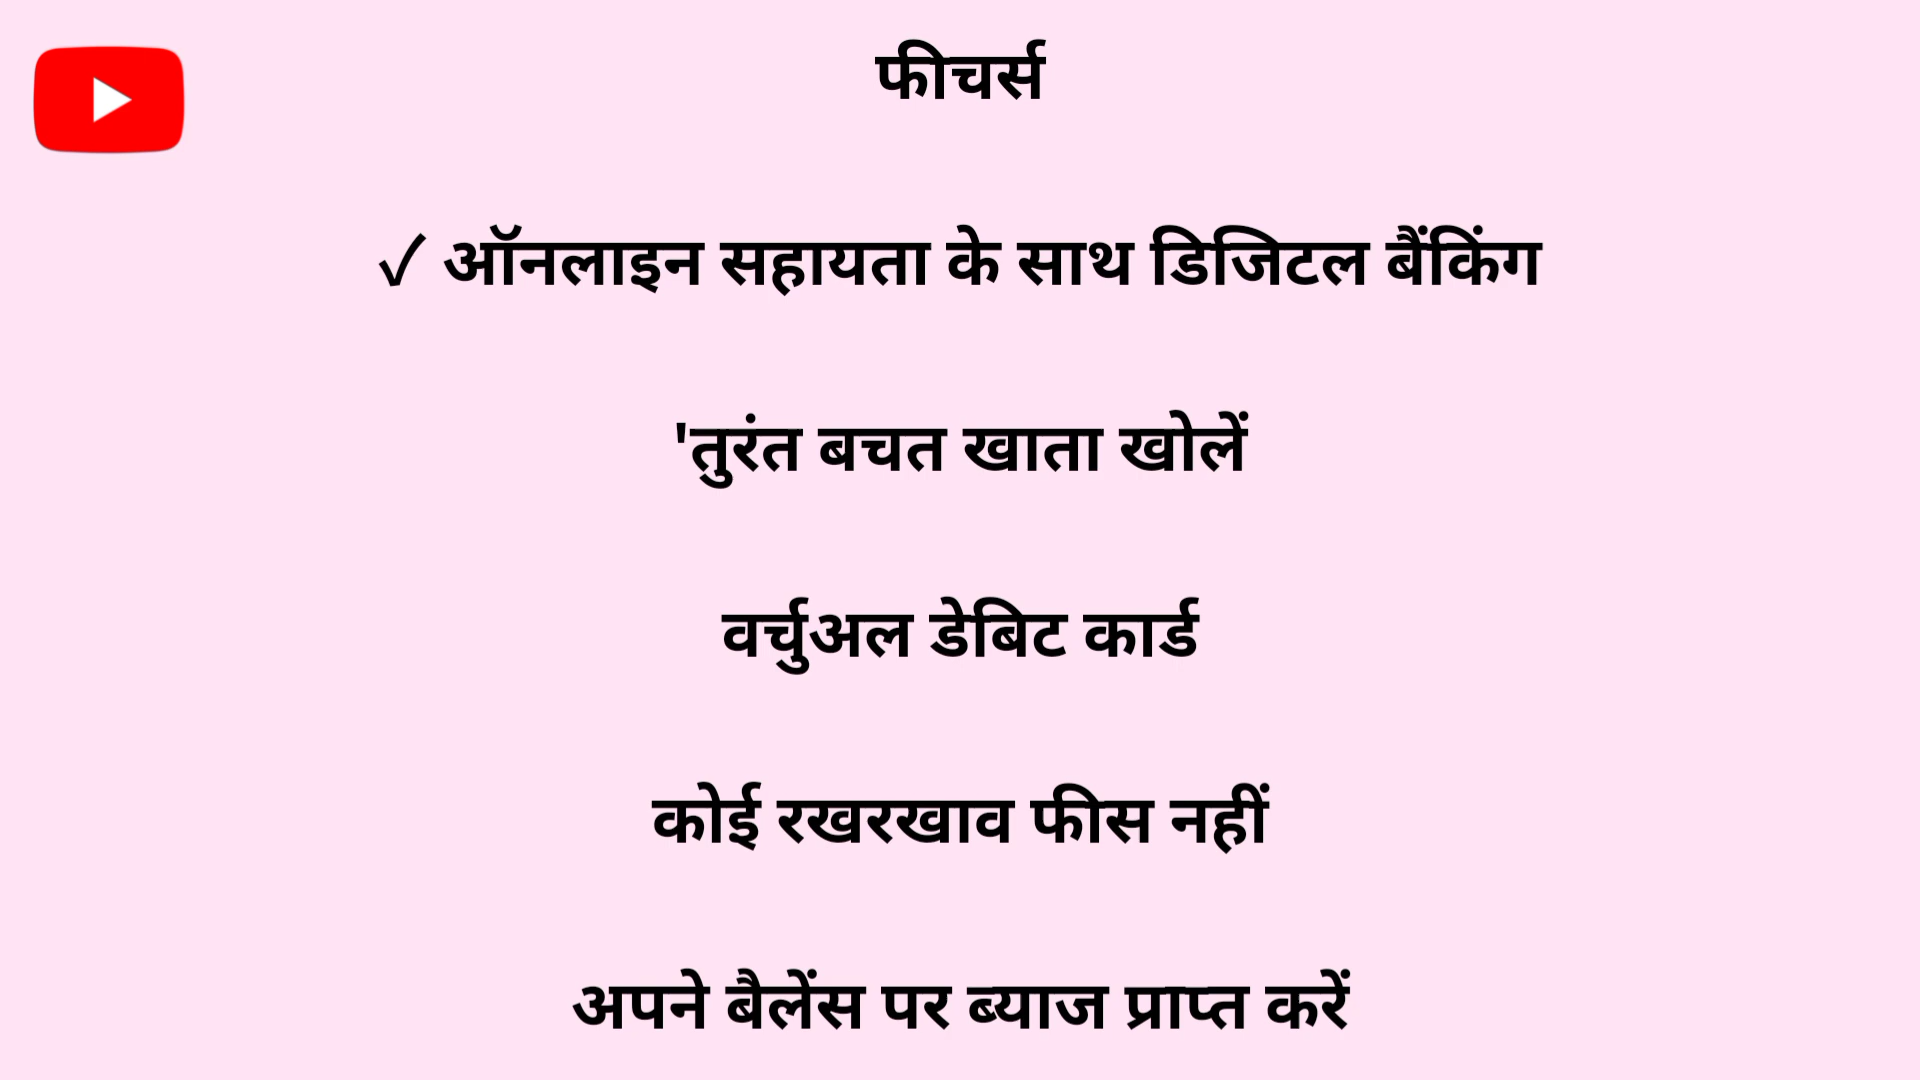 फीचर्स
✓ ऑनलाइन सहायता के साथ डिजिटल बैंकिंग
'तुरंत बचत खाता खोलें
वर्चुअल डेबिट कार्ड
कोई रखरखाव फीस नहीं
अपने बैलेंस पर ब्याज प्राप्त करें